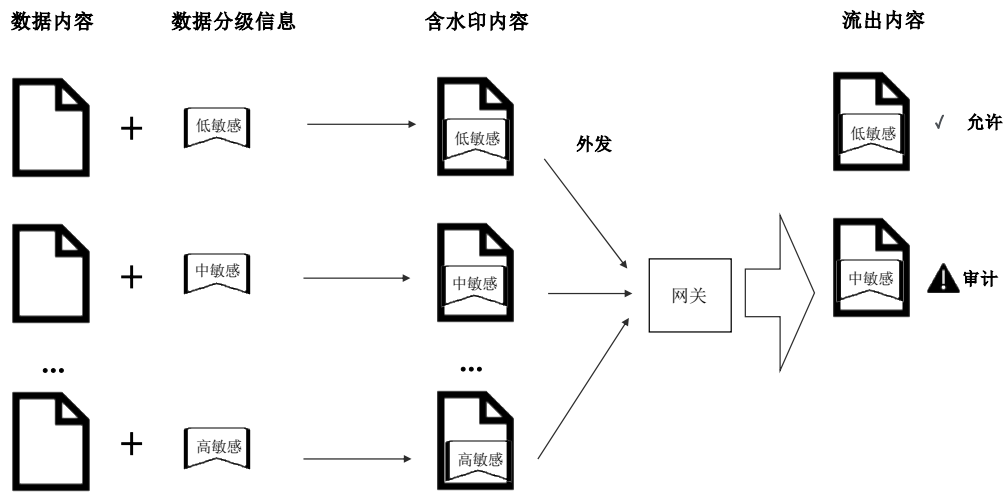 数据内容 数据分级信息 含水印内容 流出内容
低敏感 低敏感 低敏感 √ 允许
外发
中敏感 中敏感 中敏感 审计
网关
... ...
高敏感 高敏感